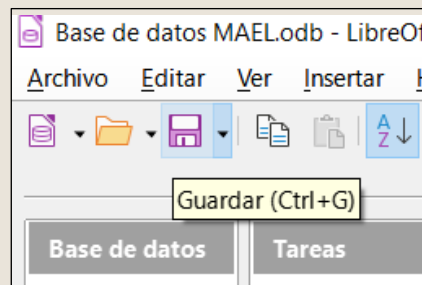 Base de datos MAEL.odb - LibreOf
Archivo Editar Ver Insertar
Guardar (Ctrl+G)
Base de datos Tareas